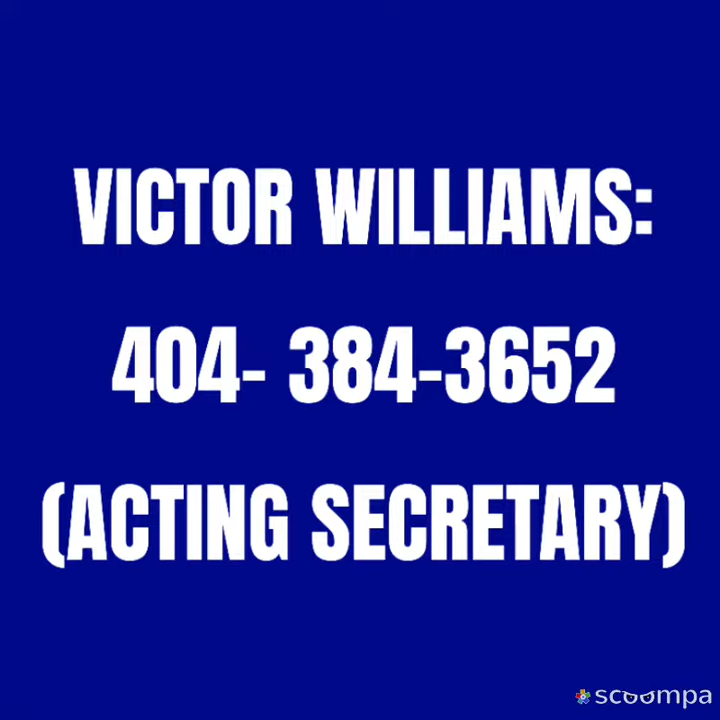 VICTOR WILLIAMS:
404- 384-3652
(ACTING SECRETARY)
scoompa